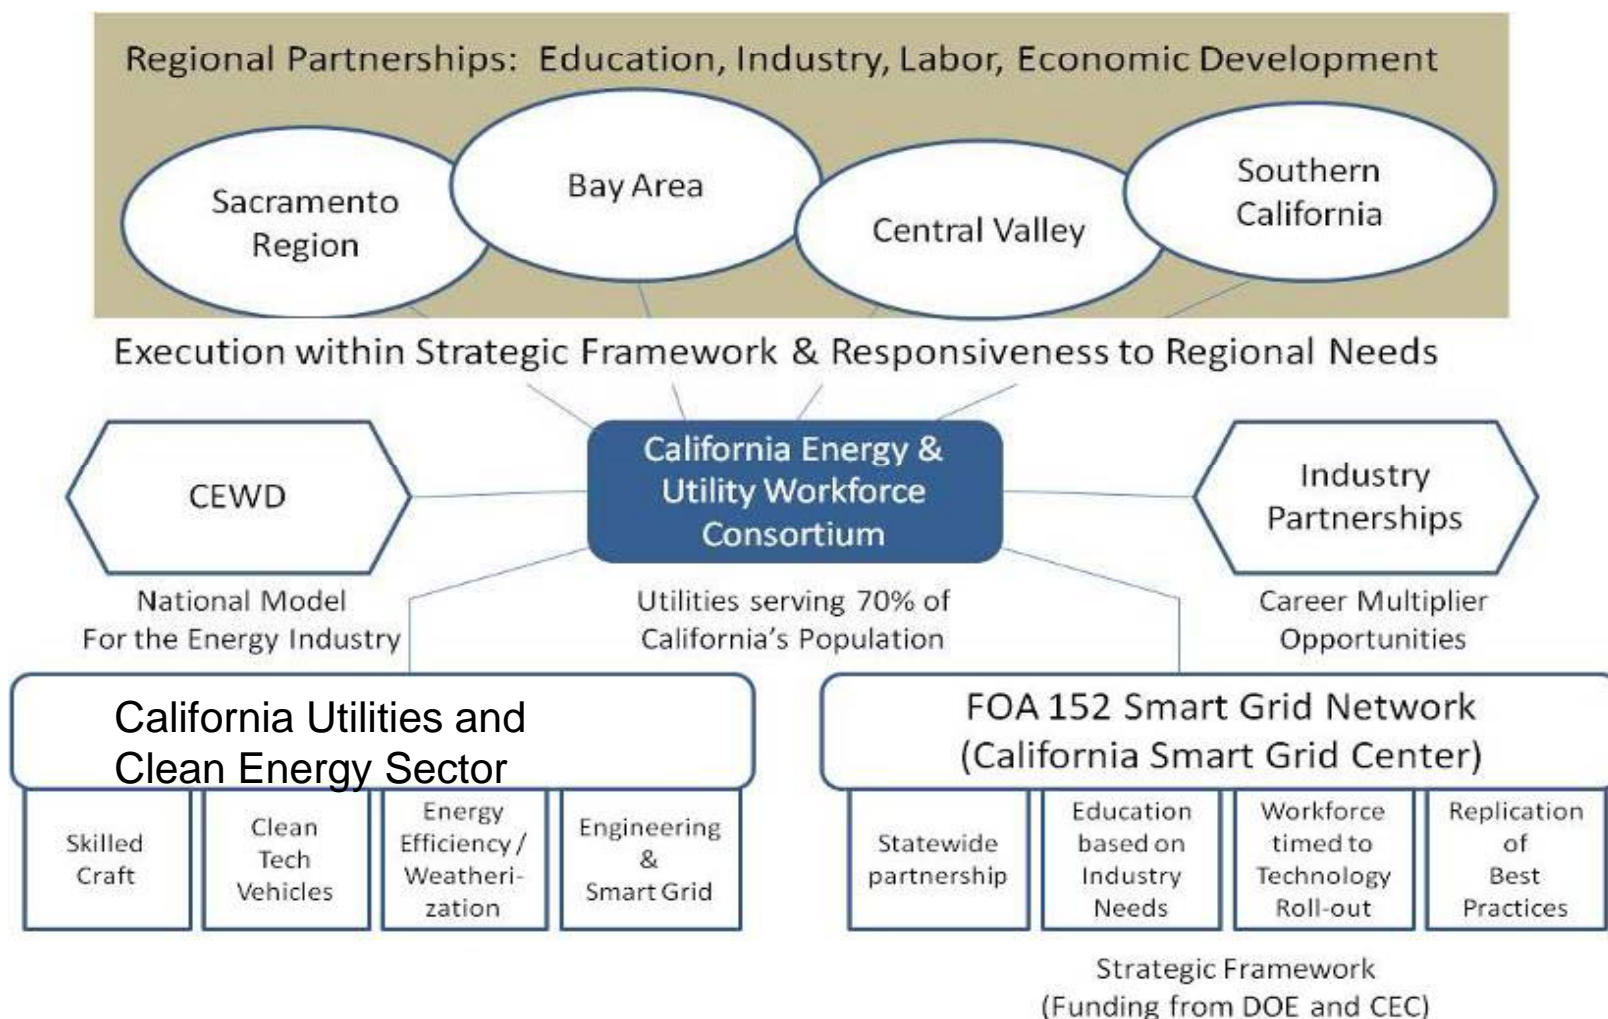 Regional Partnerships: Education, Industry, Labor, Economic Development
Sacramento
Region
Bay Area
Central Valley
Southern
California
Execution within Strategic Framework & Responsiveness to Regional Needs
CEWD
California Energy &
Utility Workforce
Consortium
Industry
Partnerships
National Model
For the Energy Industry
Utilities serving 70% of
California's Population
Career Multiplier
Opportunities
California Utilities and
Clean Energy Sector
Skilled
Craft
Clean
Tech
Vehicles
Energy
Efficiency /
Weatheri-
zation
Engineering
&
Smart Grid
FOA 152 Smart Grid Network
(California Smart Grid Center)
Statewide
partnership
Education
based on
Industry
Needs
Workforce
timed to
Technology
Roll-out
Replication
of
Best
Practices
Strategic Framework
(Funding from DOE and CEC)